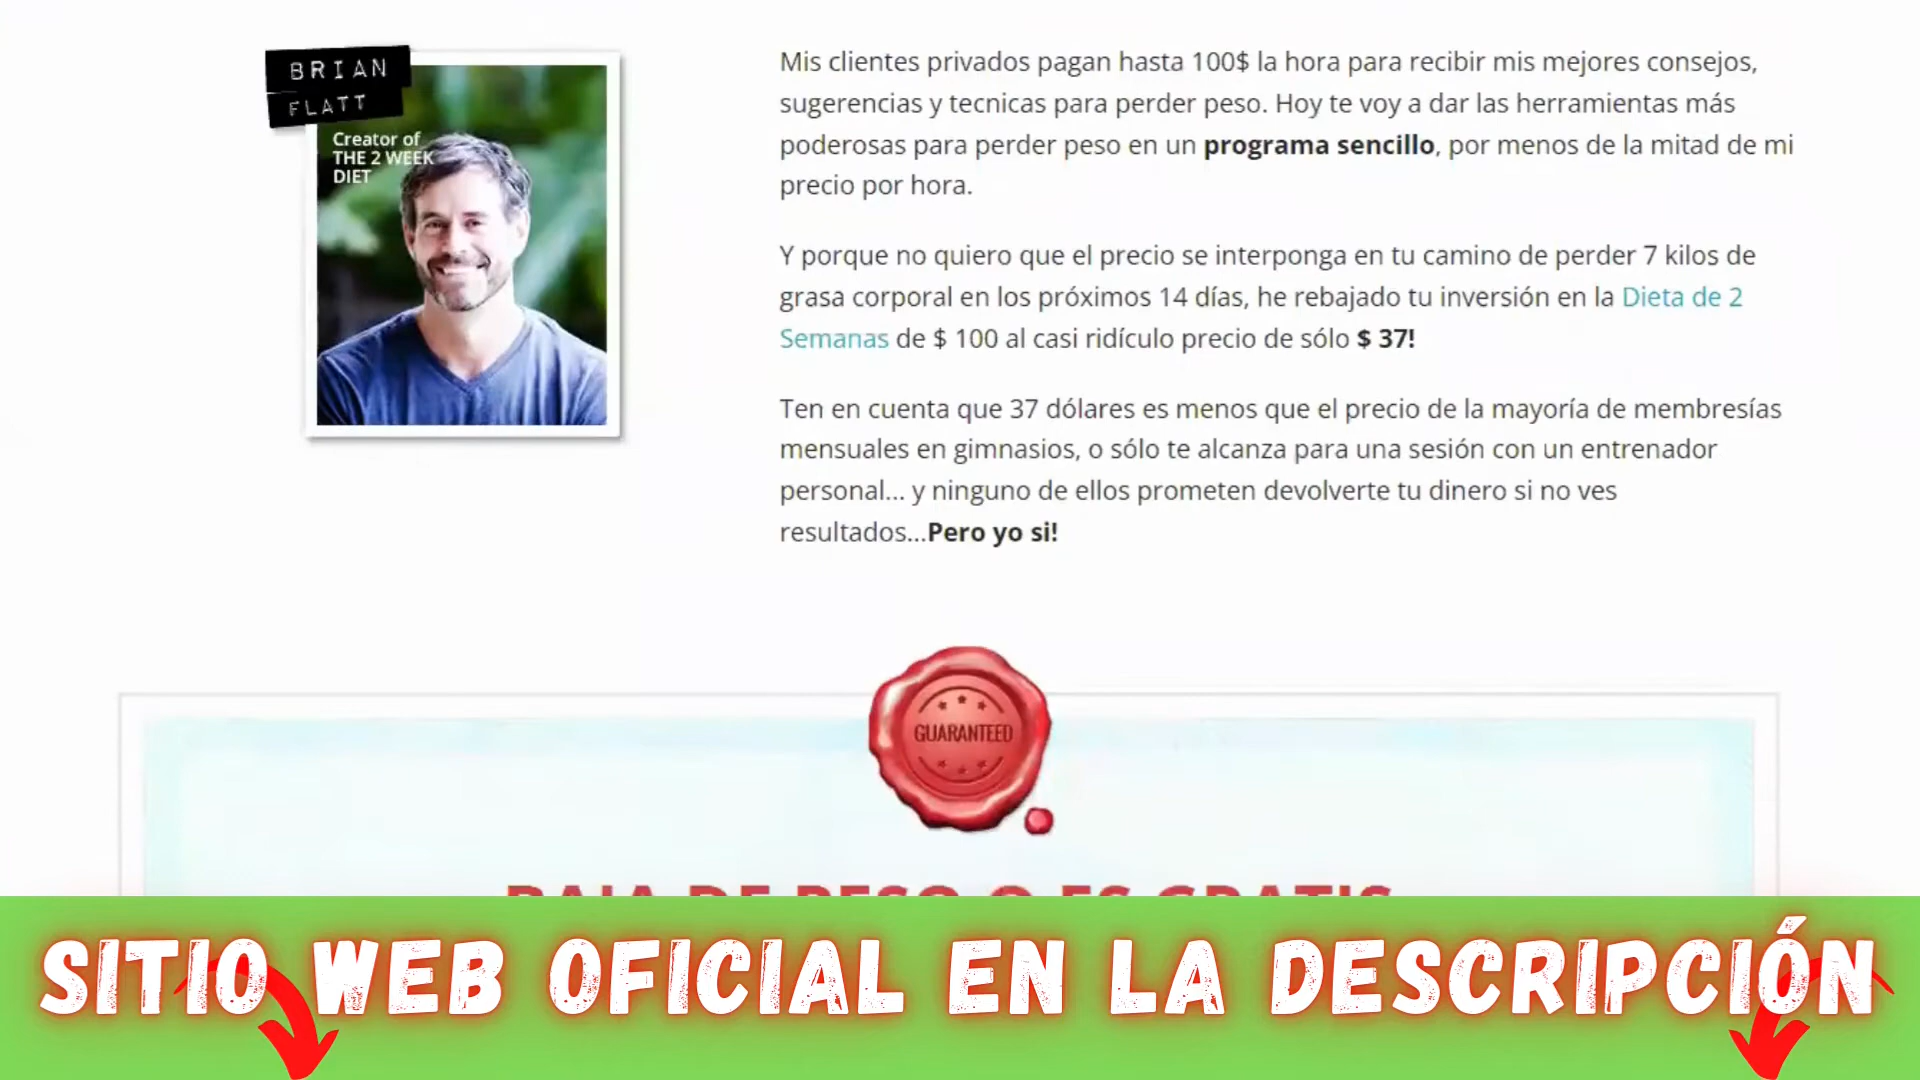 BRIAN
FLATT
Creator of
THE 2 WEEK
DIET
Mis clientes privados pagan hasta 100$ la hora para recibir mis mejores consejos,
sugerencias y tecnicas para perder peso. Hoy te voy a dar las herramientas más
poderosas para perder peso en un programa sencillo, por menos de la mitad de mi
precio por hora.
Y porque no quiero que el precio se interponga en tu camino de perder 7 kilos de
grasa corporal en los próximos 14 días, he rebajado tu inversión en la Dieta de 2
Semanas de $ 100 al casi ridículo precio de sólo $ 37!
Ten en cuenta que 37 dólares es menos que el precio de la mayoría de membresías
mensuales en gimnasios, o sólo te alcanza para una sesión con un entrenador
personal... y ninguno de ellos prometen devolverte tu dinero si no ves
resultados...Pero yo si!
GUARANTEED
BAJA DE PESO O ES GRATIS
SITIO WEB OFICIAL EN LA DESCRIPCIÓN